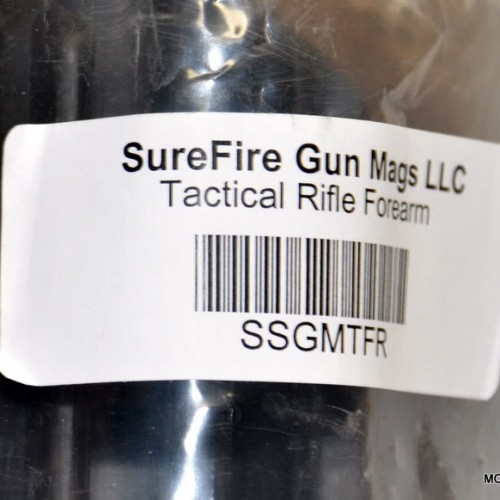 SureFire Gun Mags LLC
Tactical Rifle Forearm
SSGMTFR